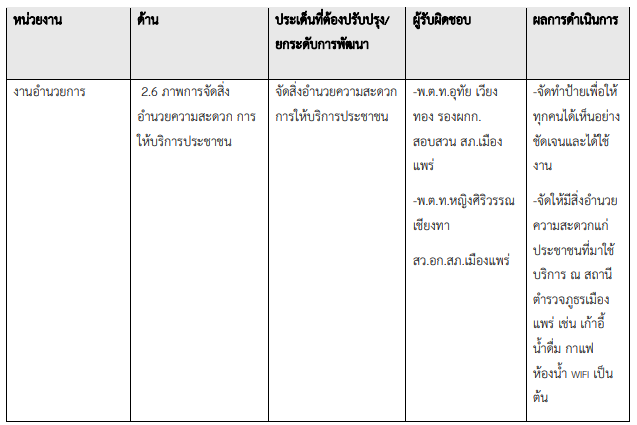 หน่วยงาน
ด้าน
ประเด็นที่ต้องปรับปรุง/
ยกระดับการพัฒนา
ผู้รับผิดชอบ
ผลการดำเนินการ
งานอำนวยการ
2.6 ภาพการจัดสิ่ง
อำนวยความสะดวก การ
ให้บริการประชาชน
จัดสิ่งอำนวยความสะดวก
การให้บริการประชาชน
-พ.ต.ท.อุทัย เวียง
ทอง รองผกก.
สอบสวน สภ.เมือง
แพร่
-พ.ต.ท.หญิงศิริวรรณ
เชียงทา
สว.อก.สภ.เมืองแพร่
-จัดทำป้ายเพื่อให้
ทุกคนได้เห็นอย่าง
ชัดเจนและได้ใช้
งาน
-จัดให้มีสิ่งอำนวย
ความสะดวกแก่
ประชาชนที่มาใช้
บริการ ณ สถานี
ตำรวจภูธรเมือง
แพร่ เช่น เก้าอี้
น้ำดื่ม กาแฟ
ห้องน้ำ WIFI เป็น
ต้น